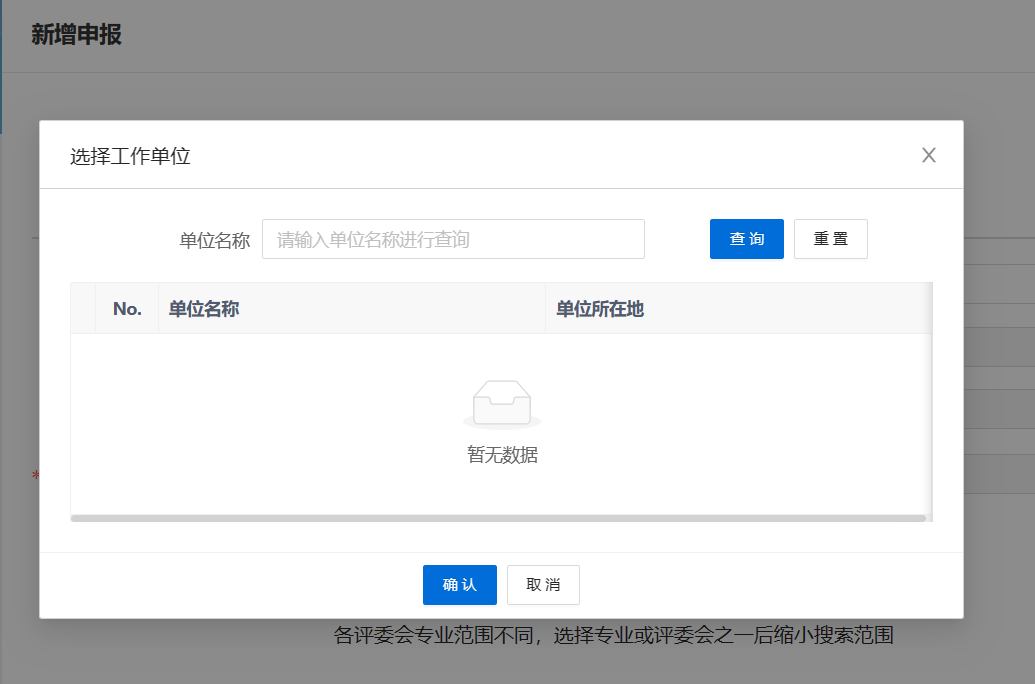 新增申报
选择工作单位
单位名称 请输入单位名称进行查询 查 询 重 置
No. 单位名称 单位所在地
暂无数据
*
确 认 取 消
各评委会专业范围不同，选择专业或评委会之一后缩小搜索范围